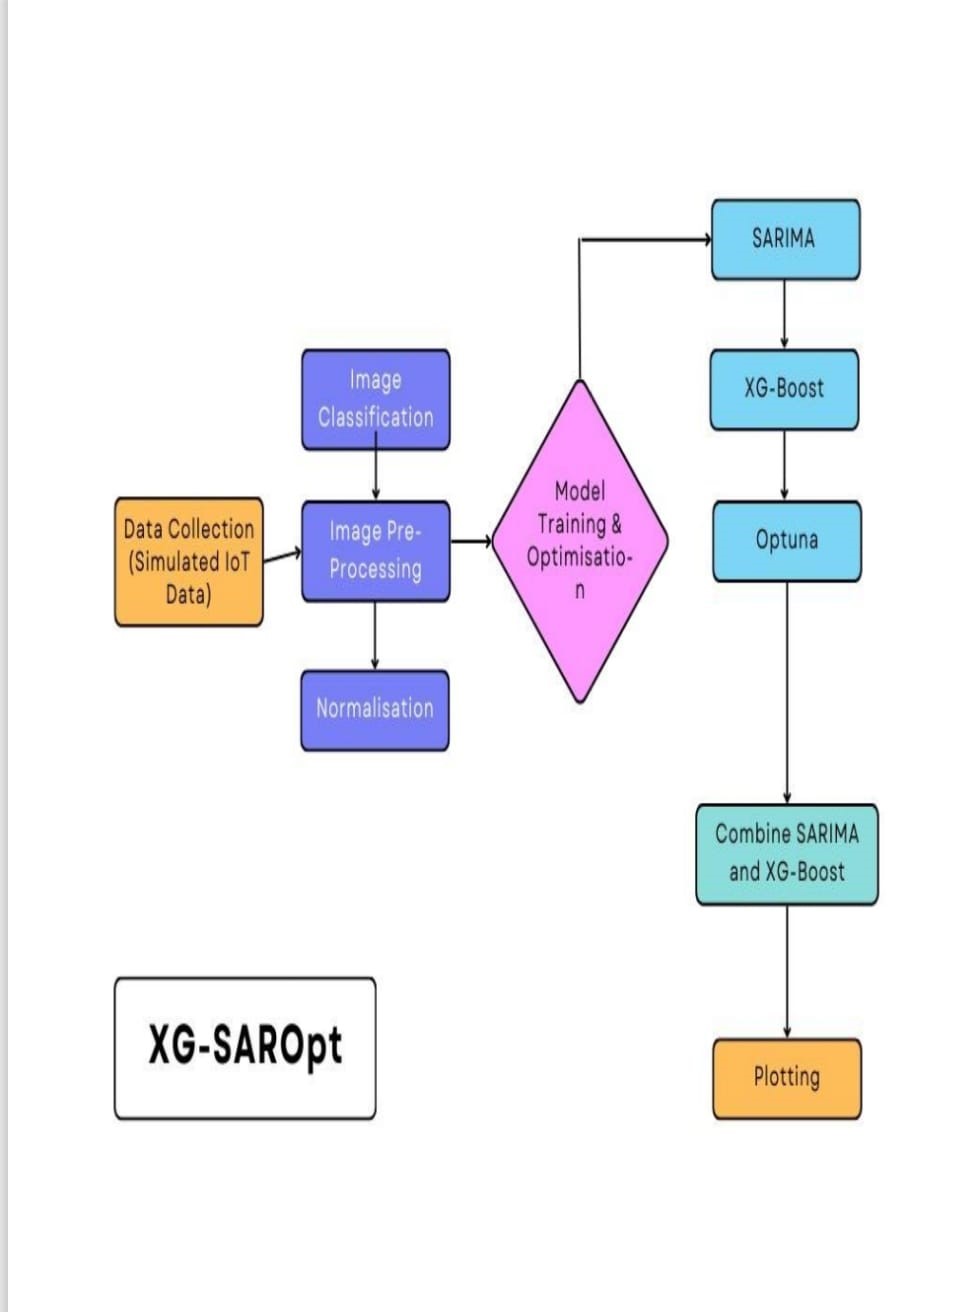 SARIMA
Image
Classification
XG-Boost
Data Collection
(Simulated IoT
Data)
Image Pre-
Processing
Model
Training &
Optimisatio-
n
Optuna
Normalisation
Combine SARIMA
and XG-Boost
XG-SAROpt
Plotting